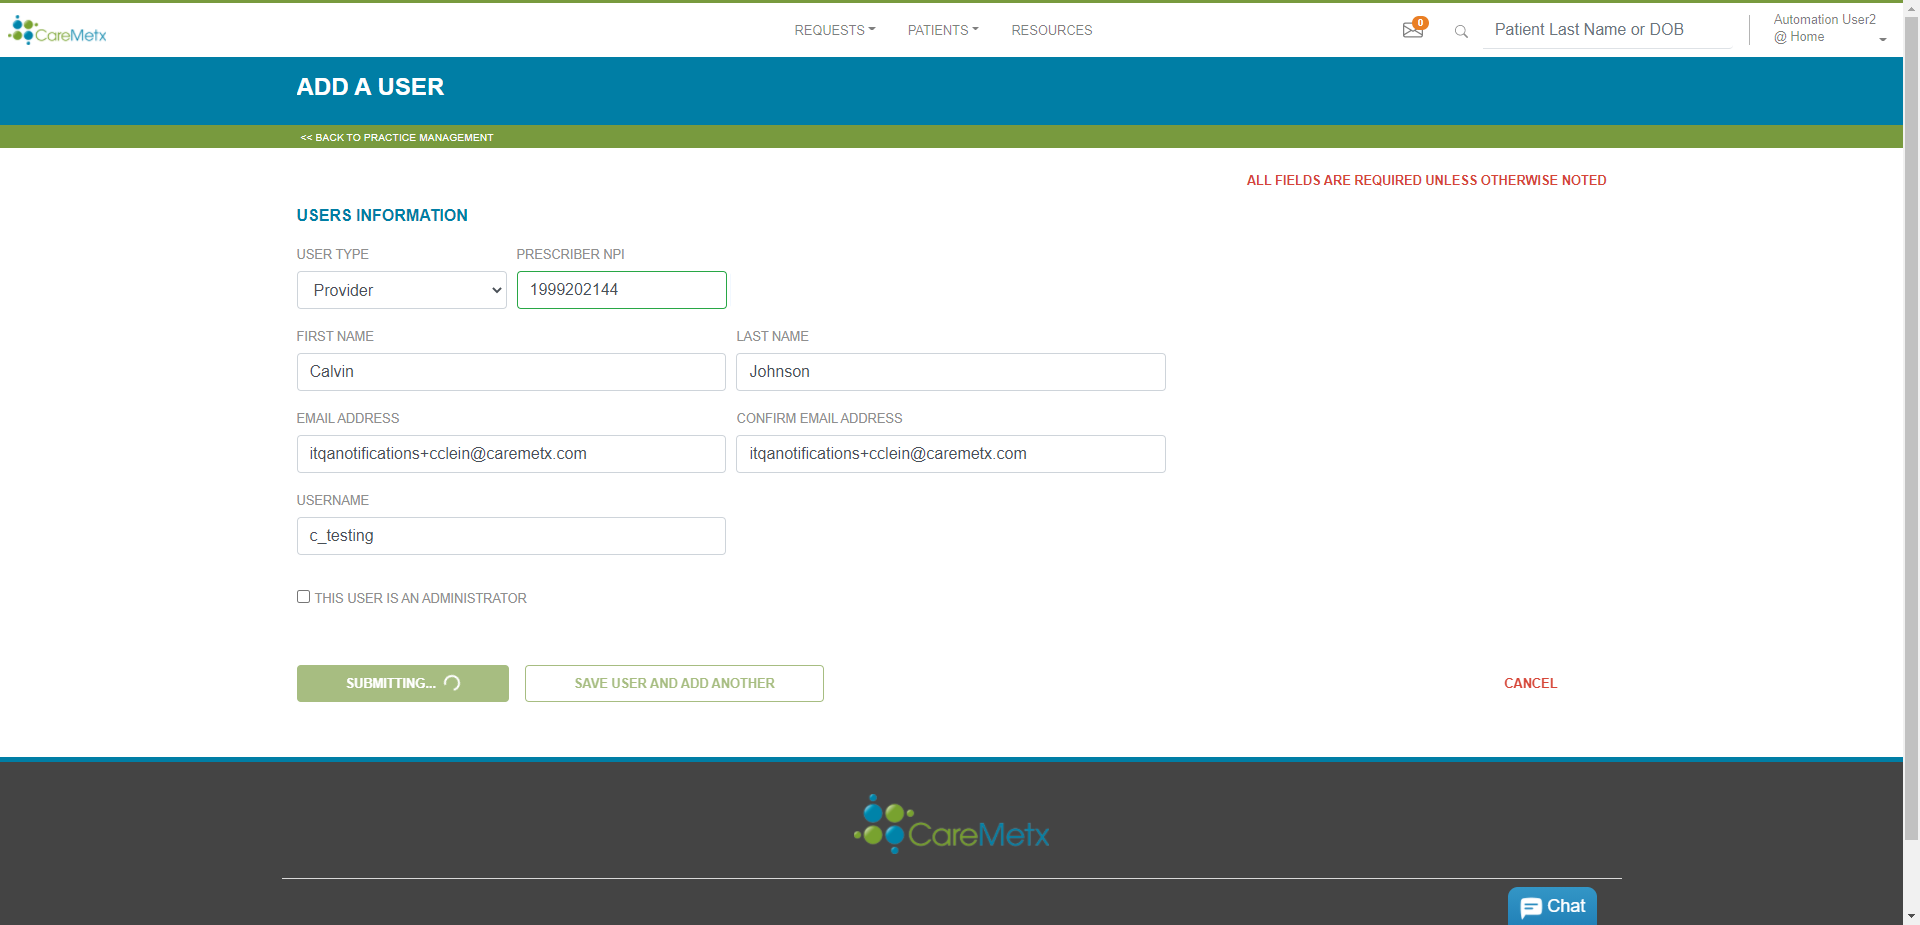 CareMetx
REQUESTS
PATIENTS
RESOURCES
0
Patient Last Name or DOB
Automation User2
@ Home
ADD A USER
<< BACK TO PRACTICE MANAGEMENT
ALL FIELDS ARE REQUIRED UNLESS OTHERWISE NOTED
USERS INFORMATION
USER TYPE
PRESCRIBER NPI
Provider
1999202144
FIRST NAME
LAST NAME
Calvin
Johnson
EMAIL ADDRESS
CONFIRM EMAIL ADDRESS
itqanotifications+cclein@caremetx.com
itqanotifications+cclein@caremetx.com
USERNAME
c_testing
THIS USER IS AN ADMINISTRATOR
SUBMITTING...
SAVE USER AND ADD ANOTHER
CANCEL
CareMetx
Chat